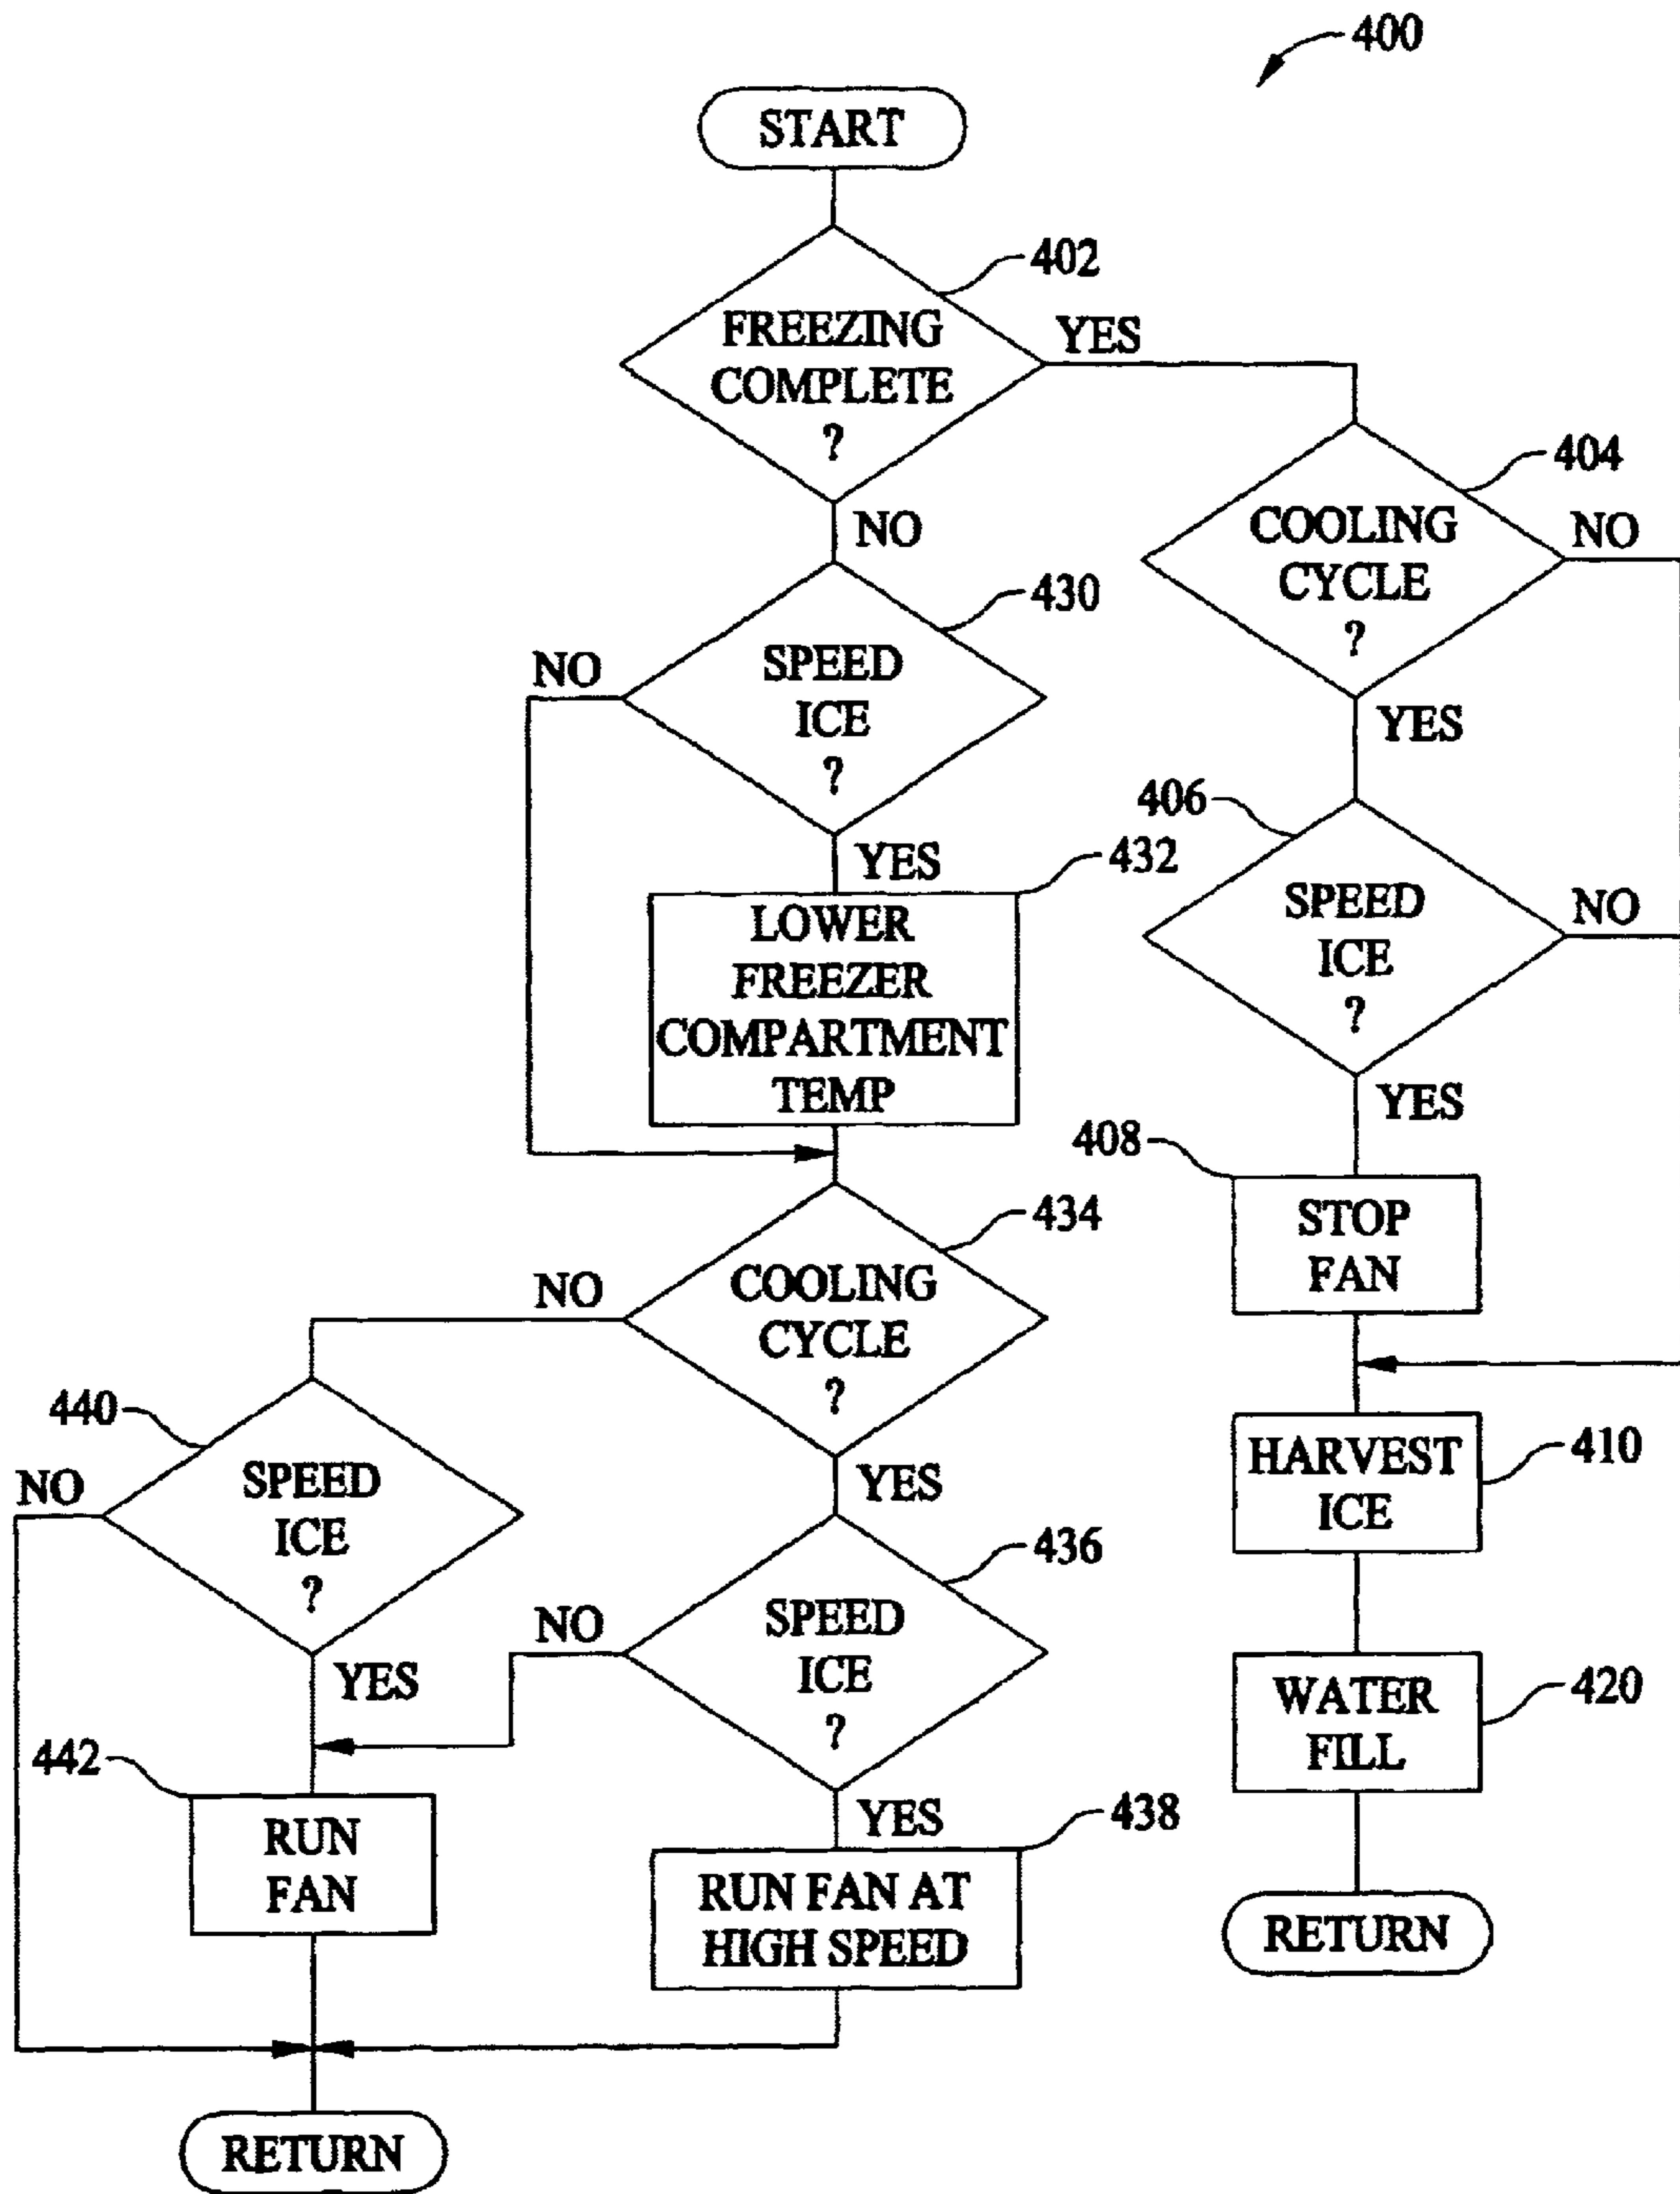 400
START
402
FREEZING
COMPLETE
?
YES
NO
404
COOLING
CYCLE
?
NO
YES
430
SPEED
ICE
?
NO
YES
406
SPEED
ICE
?
NO
YES
432
LOWER
FREEZER
COMPARTMENT
TEMP
408
STOP
FAN
434
COOLING
CYCLE
?
NO
YES
410
HARVEST
ICE
440
SPEED
ICE
?
NO
YES
436
SPEED
ICE
?
NO
YES
420
WATER
FILL
442
RUN
FAN
438
RUN FAN AT
HIGH SPEED
RETURN
RETURN